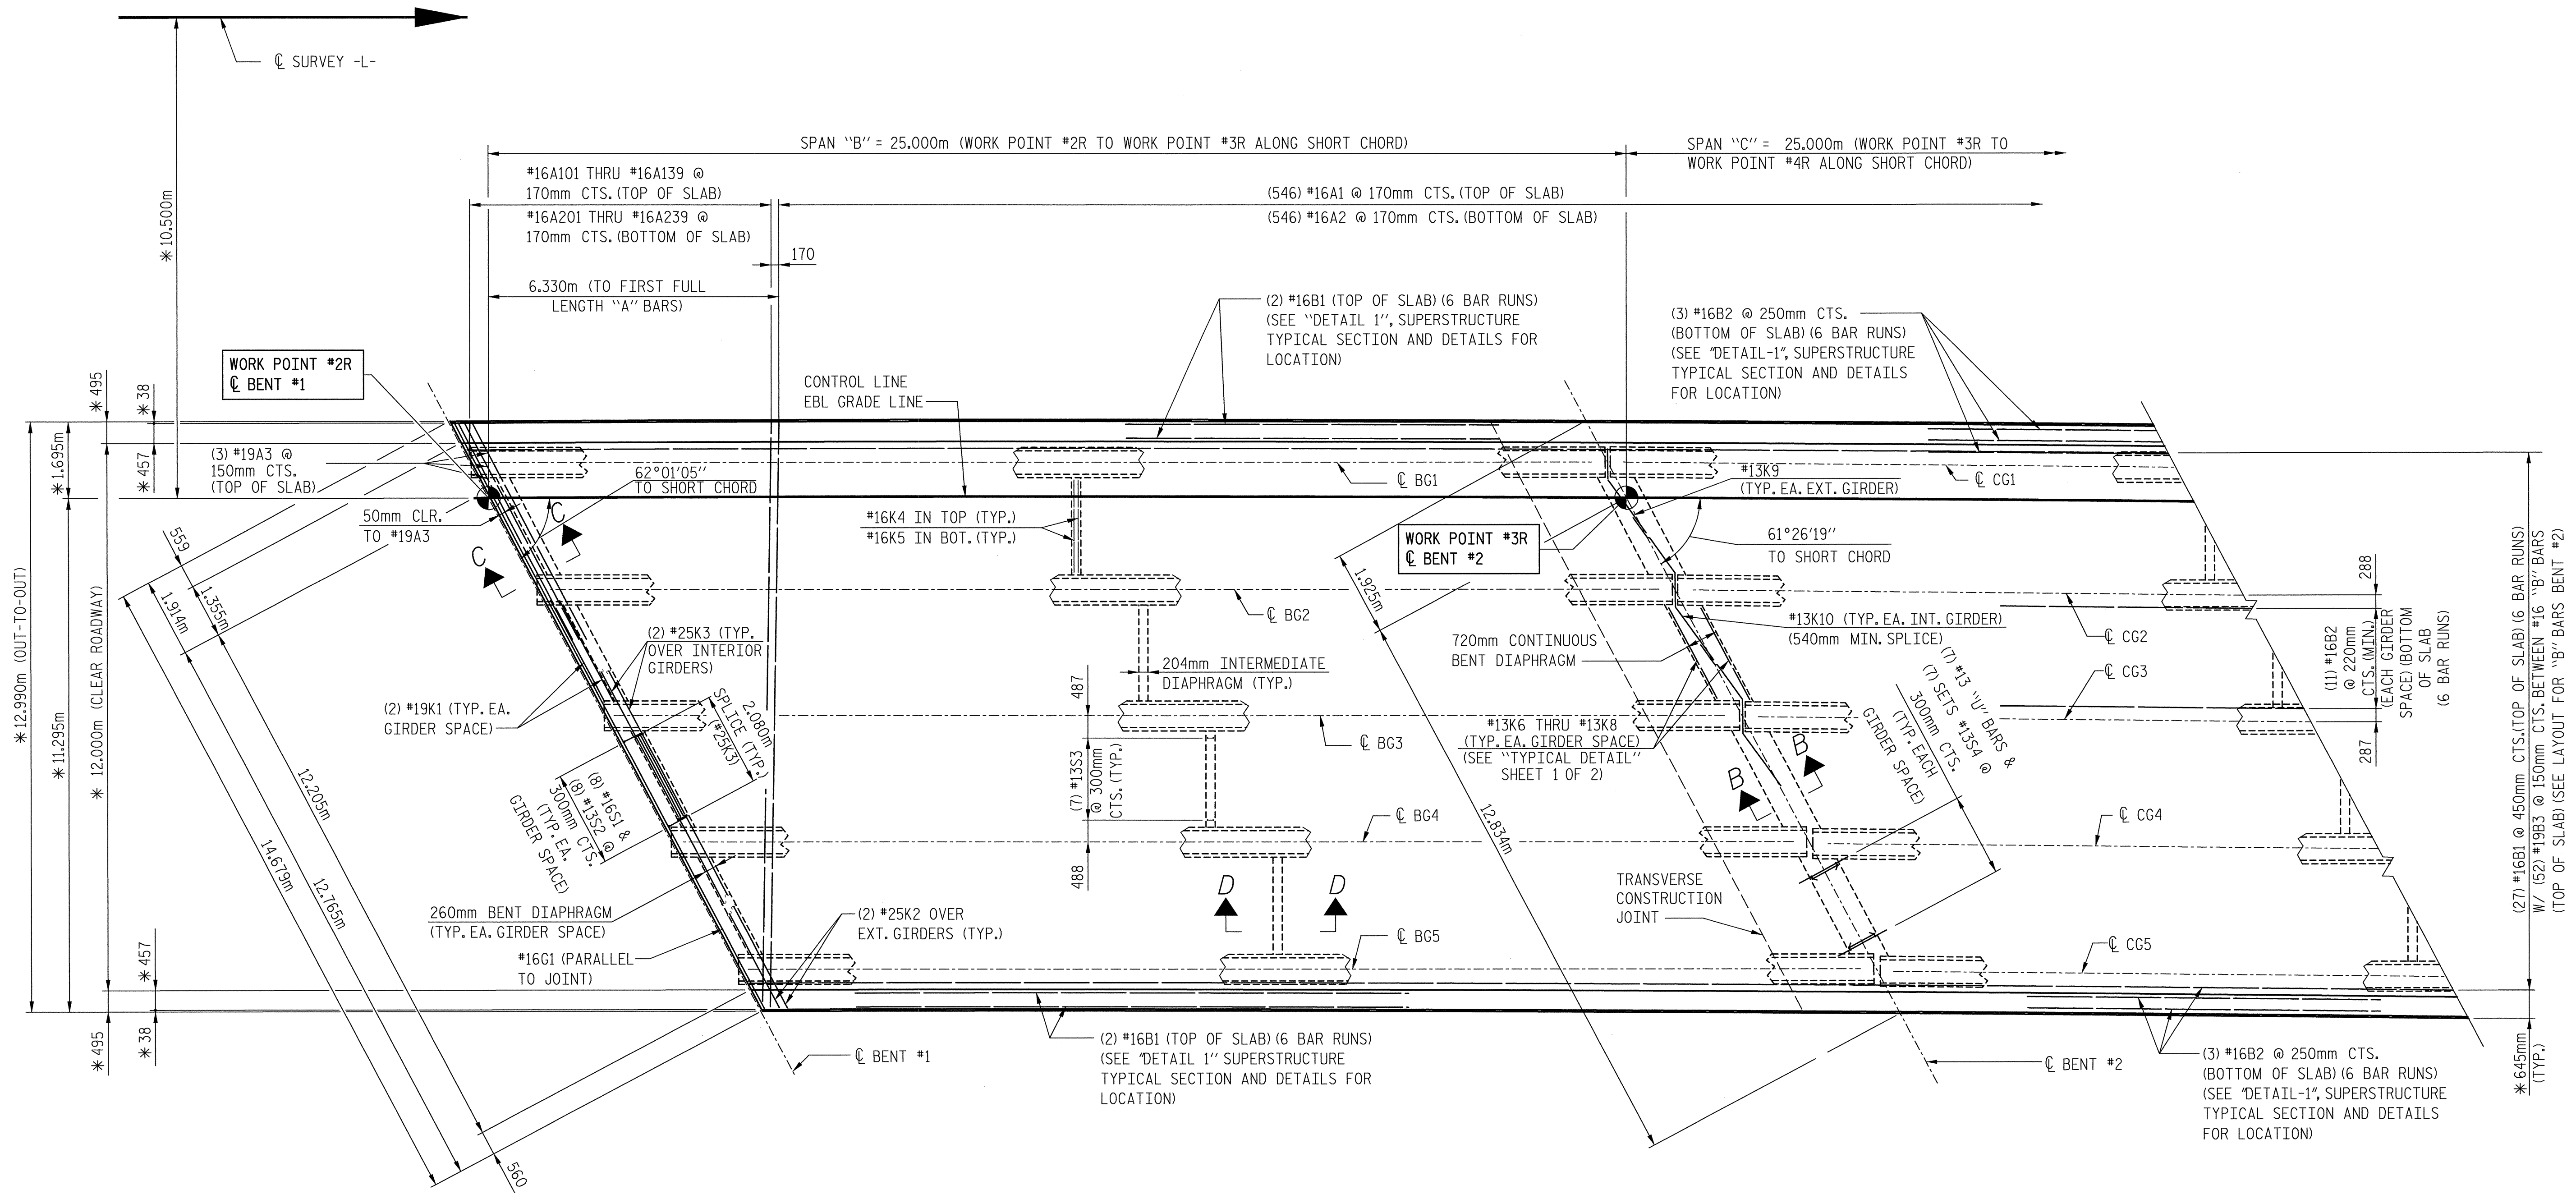 ℄ SURVEY -L-
✳10.500m
SPAN ‘‘B’’ = 25.000m (WORK POINT #2R TO WORK POINT #3R ALONG SHORT CHORD)
SPAN ‘‘C’’ = 25.000m (WORK POINT #3R TO
WORK POINT #4R ALONG SHORT CHORD)
#16A101 THRU #16A139 @
170mm CTS. (TOP OF SLAB)
#16A201 THRU #16A239 @
170mm CTS. (BOTTOM OF SLAB)
(546) #16A1 @ 170mm CTS. (TOP OF SLAB)
(546) #16A2 @ 170mm CTS. (BOTTOM OF SLAB)
170
6.330m (TO FIRST FULL
LENGTH ‘‘A’’ BARS)
(2) #16B1 (TOP OF SLAB) (6 BAR RUNS)
(SEE ‘‘DETAIL 1’’, SUPERSTRUCTURE
TYPICAL SECTION AND DETAILS FOR
LOCATION)
(3) #16B2 @ 250mm CTS.
(BOTTOM OF SLAB) (6 BAR RUNS)
(SEE "DETAIL-1", SUPERSTRUCTURE
TYPICAL SECTION AND DETAILS
FOR LOCATION)
WORK POINT #2R
℄ BENT #1
CONTROL LINE
EBL GRADE LINE
✳495
✳38
✳1.695m
✳457
(3) #19A3 @
150mm CTS.
(TOP OF SLAB)
62°01'05''
TO SHORT CHORD
50mm CLR.
TO #19A3
C
C
℄ BG1
#13K9
(TYP. EA. EXT. GIRDER)
℄ CG1
#16K4 IN TOP (TYP.)
#16K5 IN BOT. (TYP.)
WORK POINT #3R
℄ BENT #2
61°26'19''
TO SHORT CHORD
559
1.355m
1.914m
1.925m
✳12.990m (OUT-TO-OUT)
✳11.295m
✳ 12.000m (CLEAR ROADWAY)
℄ BG2
#13K10 (TYP. EA. INT. GIRDER)
(540mm MIN. SPLICE)
℄ CG2
(2) #25K3 (TYP.
OVER INTERIOR
GIRDERS)
720mm CONTINUOUS
BENT DIAPHRAGM
204mm INTERMEDIATE
DIAPHRAGM (TYP.)
℄ CG3
288
(11) #16B2
@ 220mm
CTS. (MIN.)
(EACH GIRDER
SPACE) (BOTTOM
OF SLAB
(6 BAR RUNS)
287
(2) #19K1 (TYP. EA.
GIRDER SPACE)
2.080m
SPLICE (TYP.)
(#25K3)
487
(7) #13S3
@ 300mm
CTS. (TYP.)
488
℄ BG3
#13K6 THRU #13K8
(TYP. EA. GIRDER SPACE)
(SEE ‘‘TYPICAL DETAIL’’
SHEET 1 OF 2)
(7) #13 ‘‘U’’ BARS &
(7) SETS #13S4 @
300mm CTS.
(TYP. EACH
GIRDER SPACE)
B
B
(8) #16S1 &
(8) #13S2 @
300mm CTS.
(TYP. EA.
GIRDER SPACE)
12.205m
12.765m
14.679m
12.834m
℄ BG4
℄ CG4
D
D
TRANSVERSE
CONSTRUCTION
JOINT
260mm BENT DIAPHRAGM
(TYP. EA. GIRDER SPACE)
(2) #25K2 OVER
EXT. GIRDERS (TYP.)
℄ BG5
℄ CG5
#16G1 (PARALLEL
TO JOINT)
✳457
✳495
✳38
560
℄ BENT #1
(2) #16B1 (TOP OF SLAB) (6 BAR RUNS)
(SEE "DETAIL 1'' SUPERSTRUCTURE
TYPICAL SECTION AND DETAILS FOR
LOCATION)
℄ BENT #2
(3) #16B2 @ 250mm CTS.
(BOTTOM OF SLAB) (6 BAR RUNS)
(SEE "DETAIL-1", SUPERSTRUCTURE
TYPICAL SECTION AND DETAILS
FOR LOCATION)
(27) #16B1 @ 450mm CTS. (TOP OF SLAB) (6 BAR RUNS)
W/ (52) #19B3 @ 150mm CTS. BETWEEN #16 ‘‘B’’ BARS
(TOP OF SLAB) (SEE LAYOUT FOR ‘‘B’’ BARS BENT #2)
✳645mm
(TYP.)